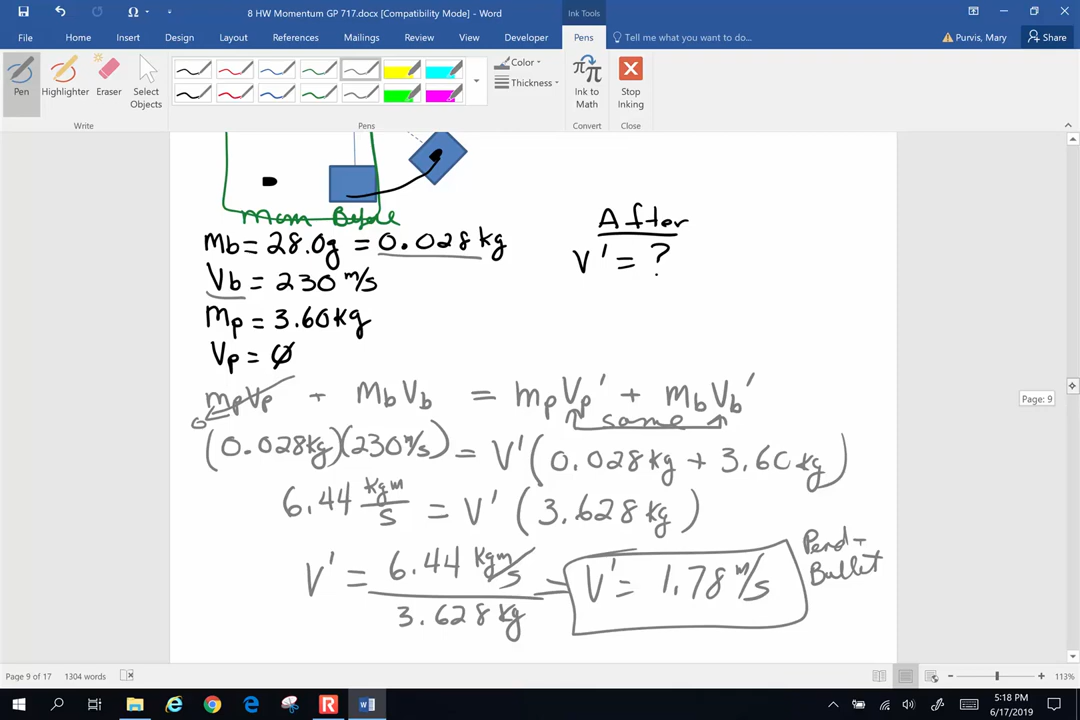 8 HW Momentum GP 717.docx [Compatibility Mode] - Word
Ink Tools
File Home Insert Design Layout References Mailings Review View Developer Pens Tell me what you want to do... Purvis, Mary Share
Pen Highlighter Eraser Select Objects
Color Thickness
Ink to Math
Stop Inking
Write Pens Convert Close
Mom Before
After
mb = 28.0g = 0.028 kg
V' = ?
Vb = 230 m/s
mp = 3.60 kg
Vp = Ø
mpVp + mbVb = mpVp' + mbVb'
0 same
(0.028kg)(230 m/s) = V' (0.028 kg + 3.60 kg)
6.44 kgm/s = V' (3.628 kg)
Pend + Bullet
V' = 6.44 kgm/s / 3.628 kg = V' = 1.78 m/s
Page: 9
Page 9 of 17 1304 words 113%
5:18 PM
6/17/2019